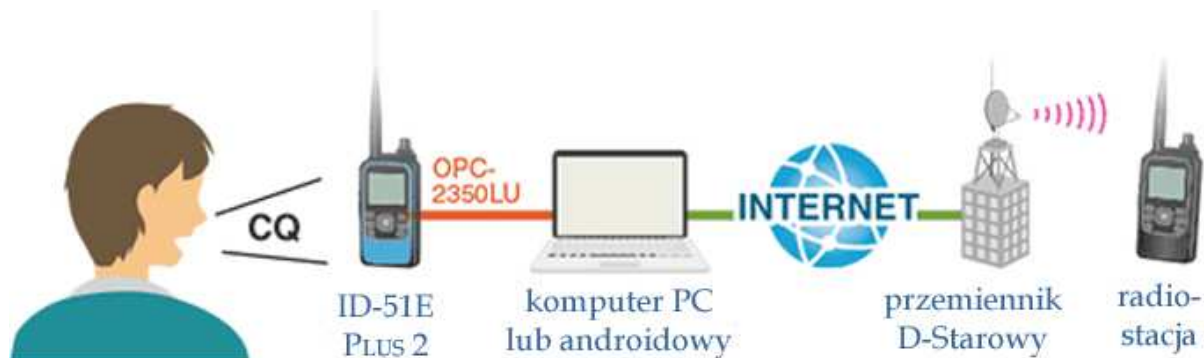 CQ
OPC-
2350LU
INTERNET
ID-51E
PLUS 2
komputer PC
lub androidowy
przemiennik
D-Starowy
radio-
stacja